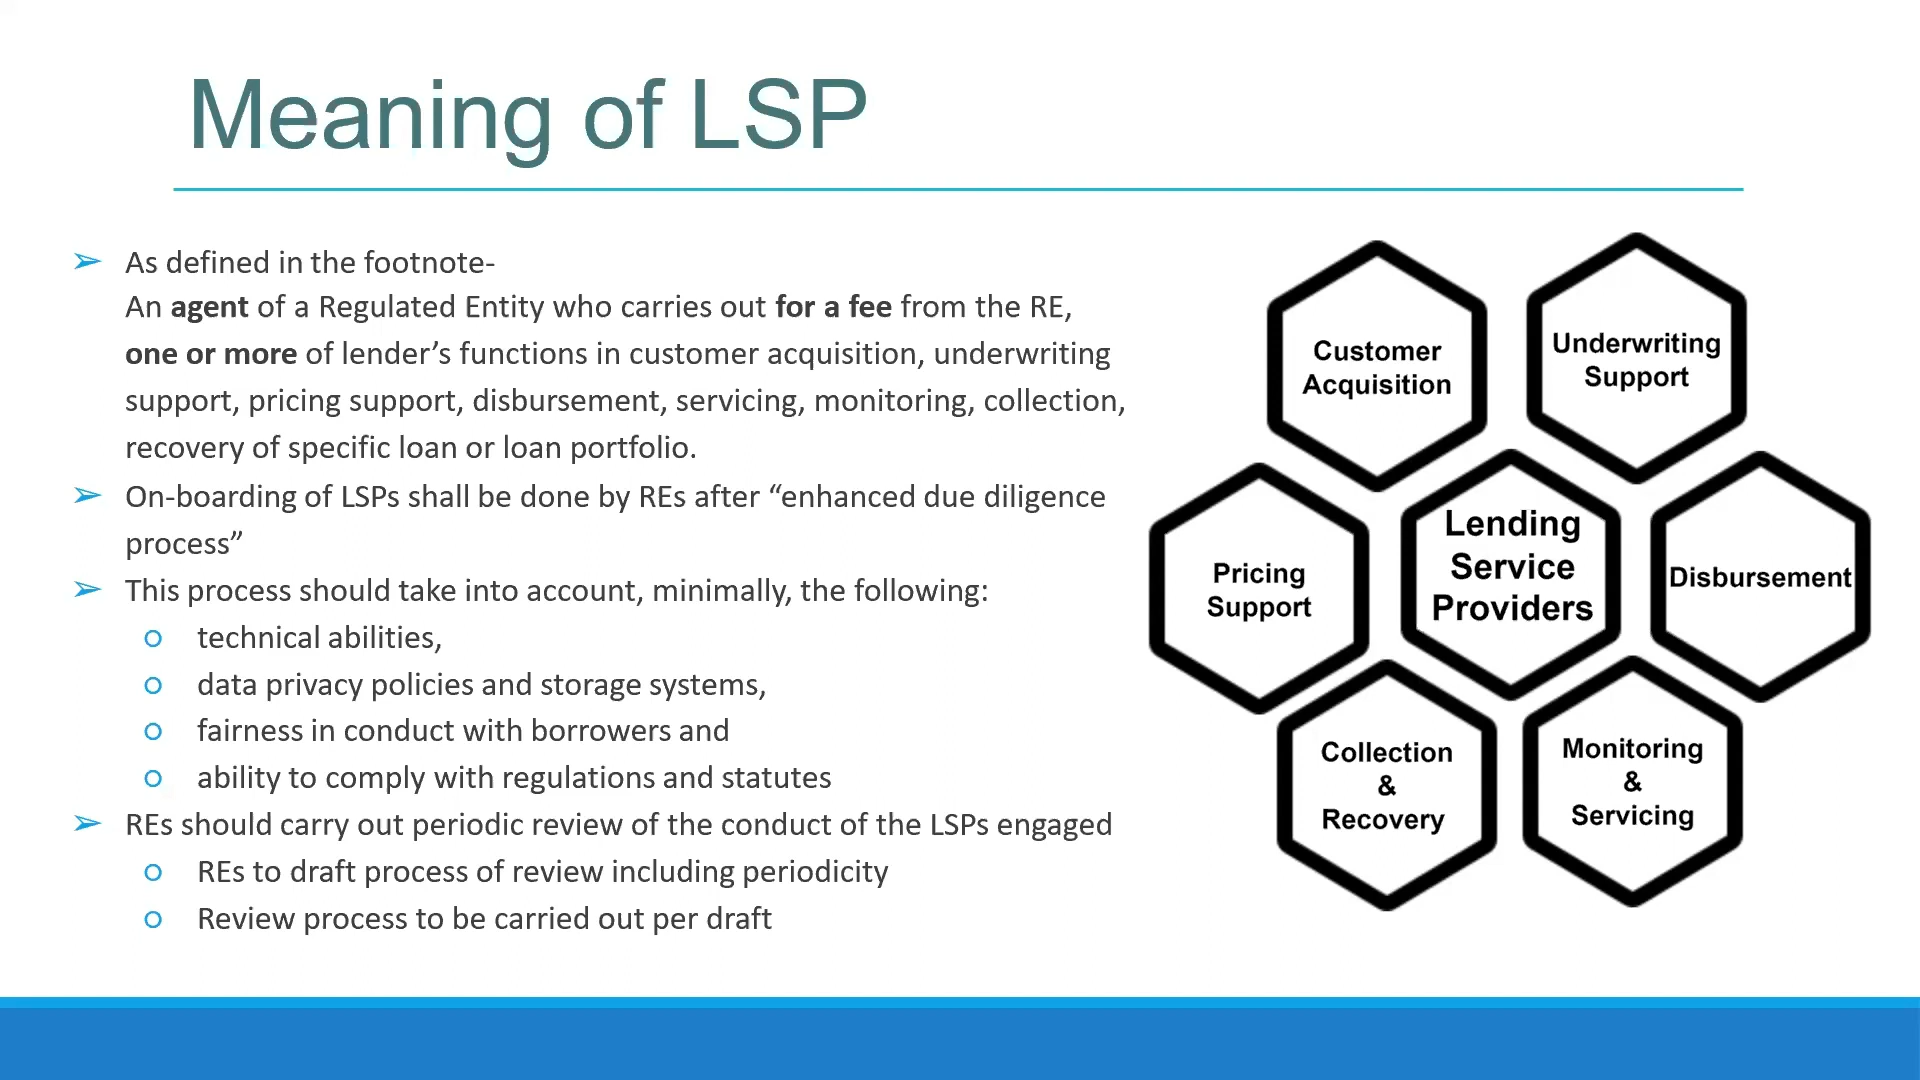 Meaning of LSP
➢ As defined in the footnote-
An agent of a Regulated Entity who carries out for a fee from the RE,
one or more of lender’s functions in customer acquisition, underwriting
support, pricing support, disbursement, servicing, monitoring, collection,
recovery of specific loan or loan portfolio.
➢ On-boarding of LSPs shall be done by REs after “enhanced due diligence
process”
➢ This process should take into account, minimally, the following:
○ technical abilities,
○ data privacy policies and storage systems,
○ fairness in conduct with borrowers and
○ ability to comply with regulations and statutes
➢ REs should carry out periodic review of the conduct of the LSPs engaged
○ REs to draft process of review including periodicity
○ Review process to be carried out per draft
Customer
Acquisition
Underwriting
Support
Pricing
Support
Lending
Service
Providers
Disbursement
Collection
&
Recovery
Monitoring
&
Servicing